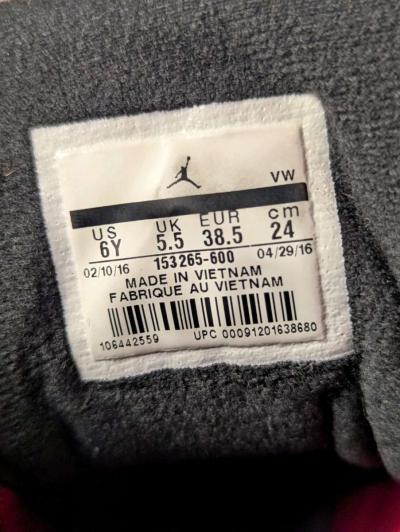 VW
US UK EUR cm
6Y 5.5 38.5 24
02/10/16 153265-600 04/29/16
MADE IN VIETNAM
FABRIQUE AU VIETNAM
106442559 UPC 00091201638680